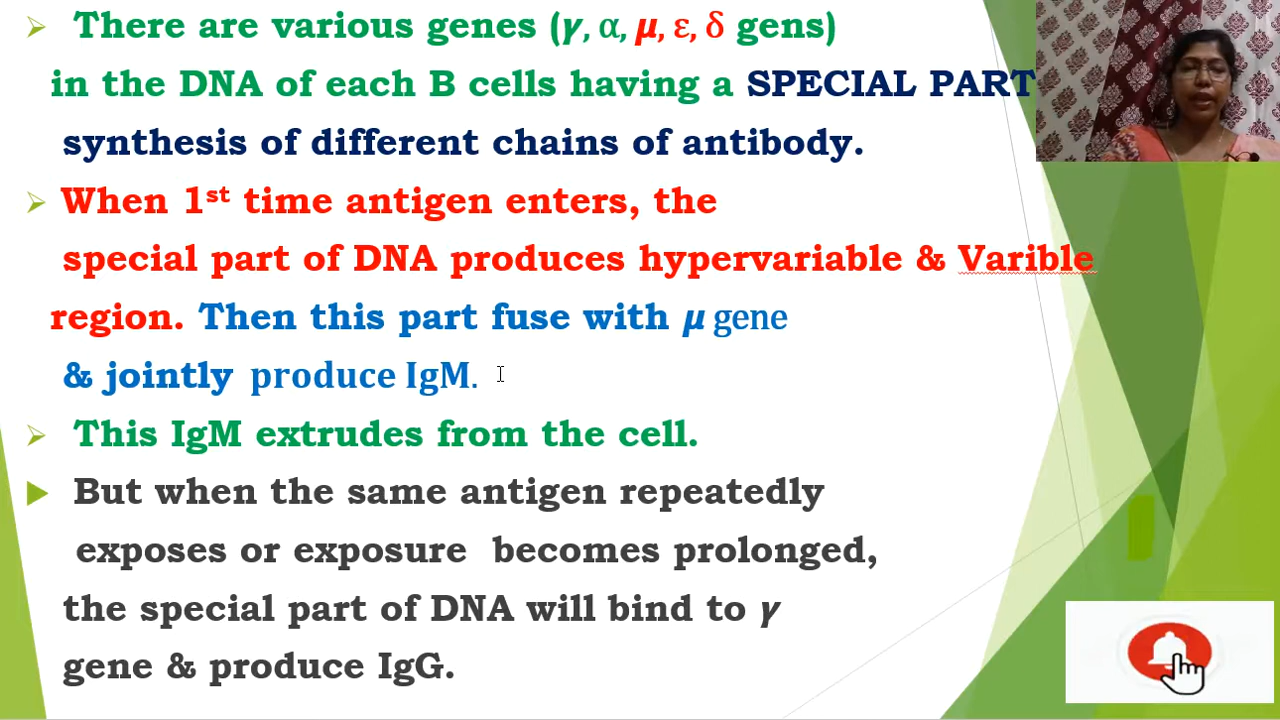 There are various genes (γ, α, μ, ε, δ gens)
in the DNA of each B cells having a SPECIAL PART
synthesis of different chains of antibody.
When 1st time antigen enters, the
special part of DNA produces hypervariable & Varible
region. Then this part fuse with μ gene
& jointly produce IgM.
This IgM extrudes from the cell.
But when the same antigen repeatedly
exposes or exposure becomes prolonged,
the special part of DNA will bind to γ
gene & produce IgG.